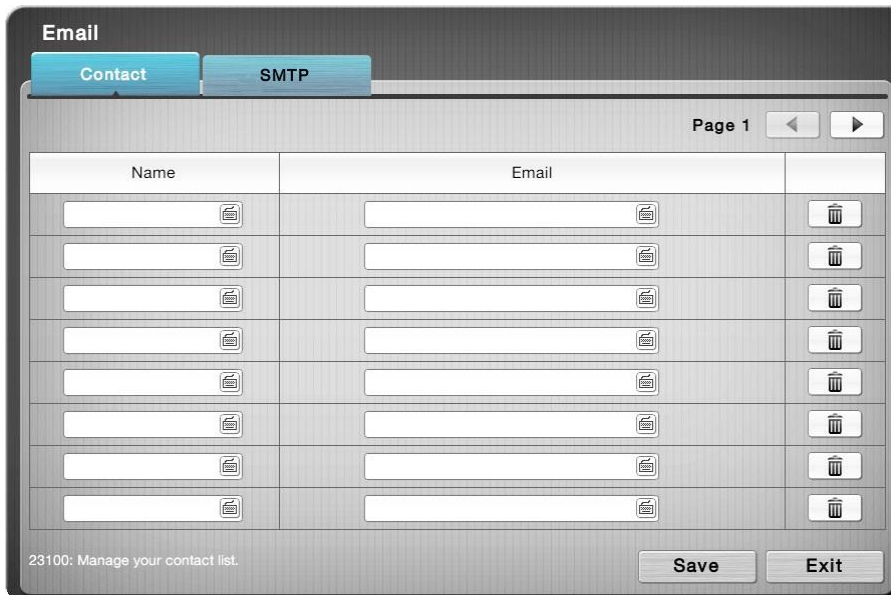 Email
Contact SMTP
Page 1
Name Email
23100: Manage your contact list.
Save Exit